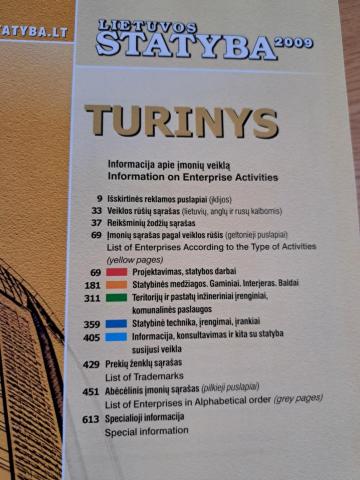 ATYBA.LT
LIETUVOS
STATYBA 2009
TURINYS
Informacija apie įmonių veiklą
Information on Enterprise Activities
9 Išskirtinės reklamos puslapiai (įklijos)
33 Veiklos rūšių sąrašas (lietuvių, anglų ir rusų kalbomis)
37 Reikšminių žodžių sąrašas
69 Įmonių sąrašas pagal veiklos rūšis (geltonieji puslapiai)
List of Enterprises According to the Type of Activities
(yellow pages)
69 Projektavimas, statybos darbai
181 Statybinės medžiagos. Gaminiai. Interjeras. Baldai
311 Teritorijų ir pastatų inžineriniai įrenginiai,
komunalinės paslaugos
359 Statybinė technika, įrengimai, įrankiai
405 Informacija, konsultavimas ir kita su statyba
susijusi veikla
429 Prekių ženklų sąrašas
List of Trademarks
451 Abėcėlinis įmonių sąrašas (pilkieji puslapiai)
List of Enterprises in Alphabetical order (grey pages)
613 Specialioji informacija
Special information